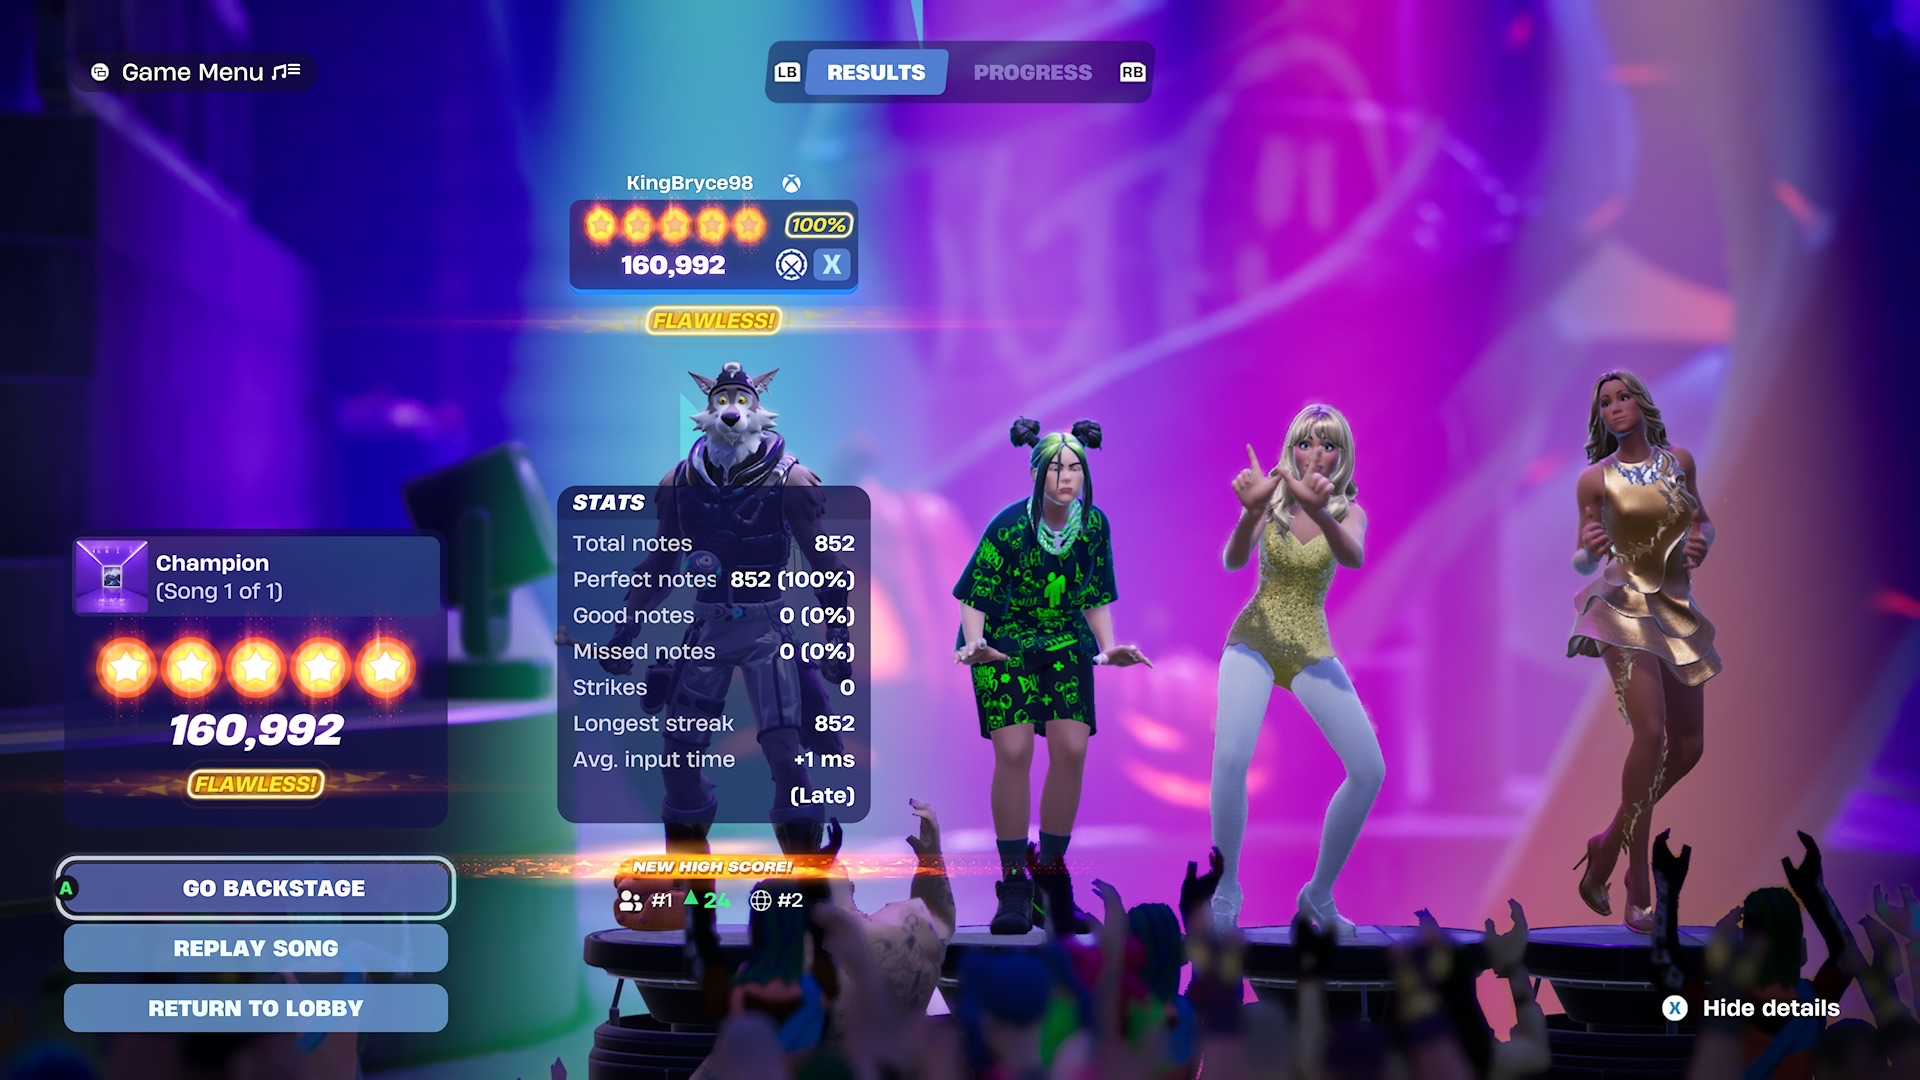 Game Menu
LB RESULTS PROGRESS RB
KingBryce98
100%
160,992 X
FLAWLESS!
STATS
Total notes 852
Perfect notes 852 (100%)
Good notes 0 (0%)
Missed notes 0 (0%)
Strikes 0
Longest streak 852
Avg. input time +1 ms
(Late)
NEW HIGH SCORE!
#1 24 #2
Champion
(Song 1 of 1)
160,992
FLAWLESS!
A GO BACKSTAGE
REPLAY SONG
RETURN TO LOBBY
X Hide details